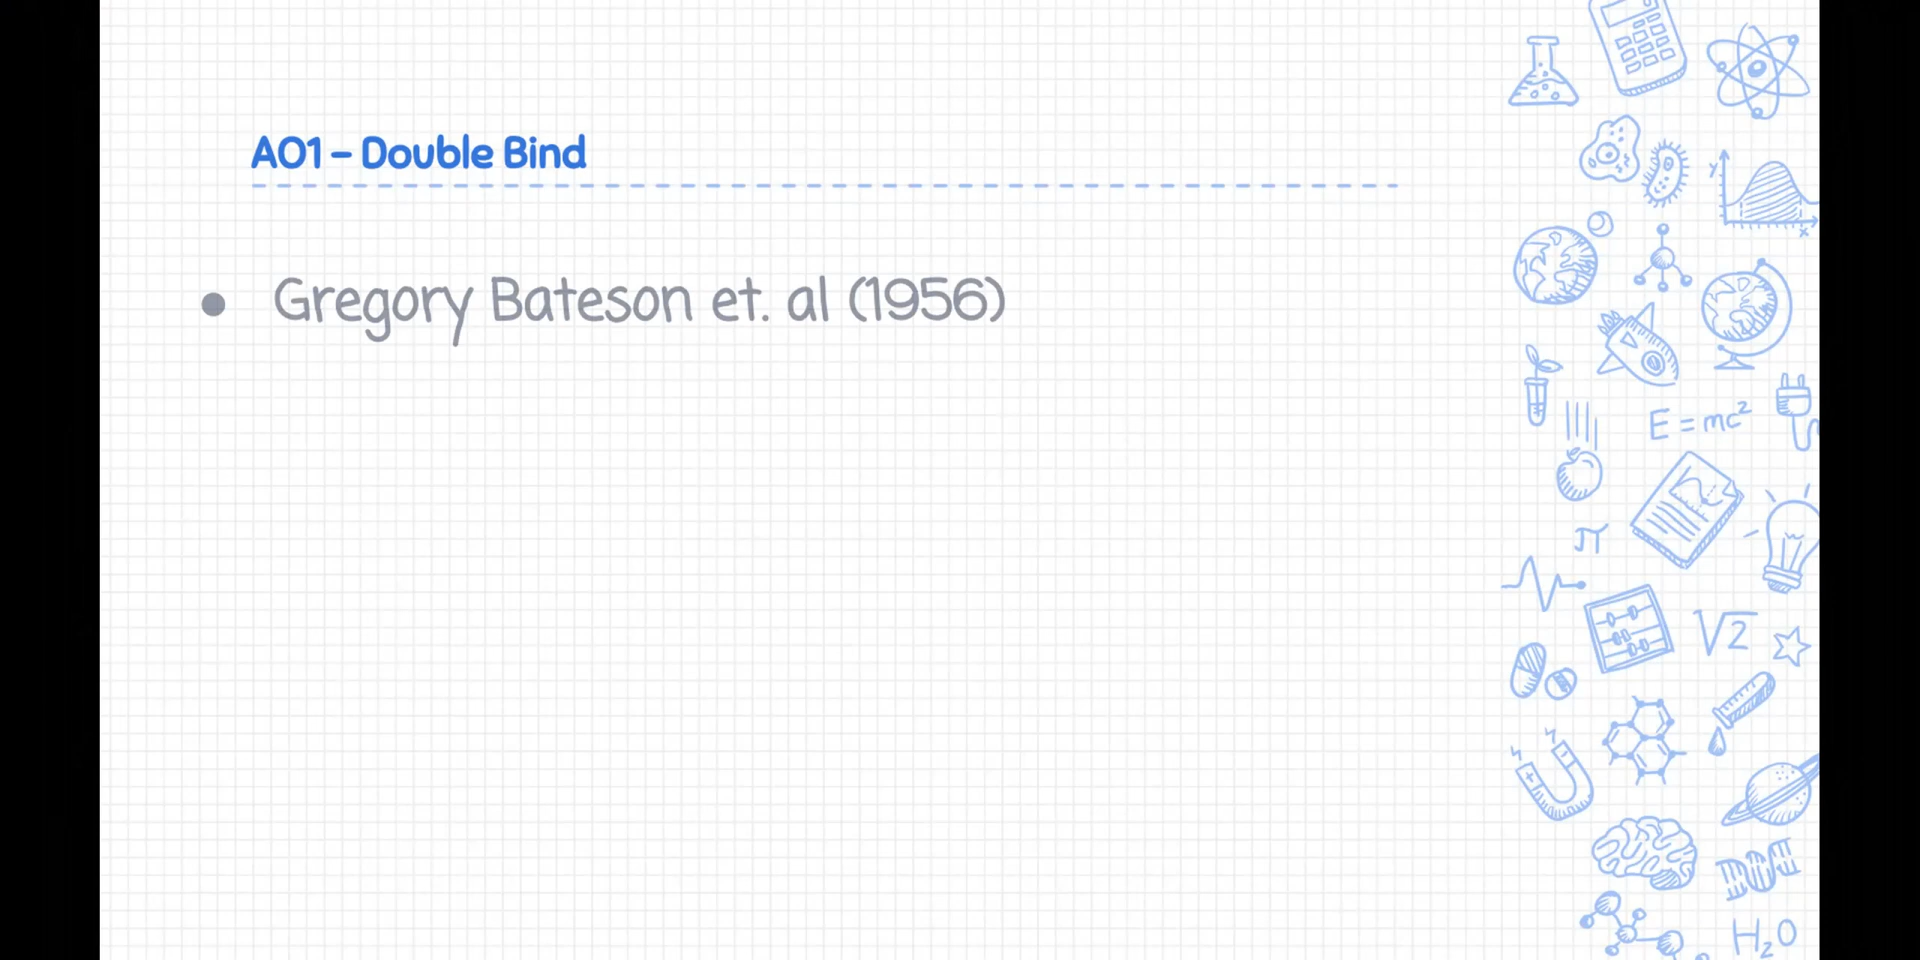 AO1 – Double Bind
● Gregory Bateson et. al (1956)
y
x
E = mc²
π
√2
H₂O